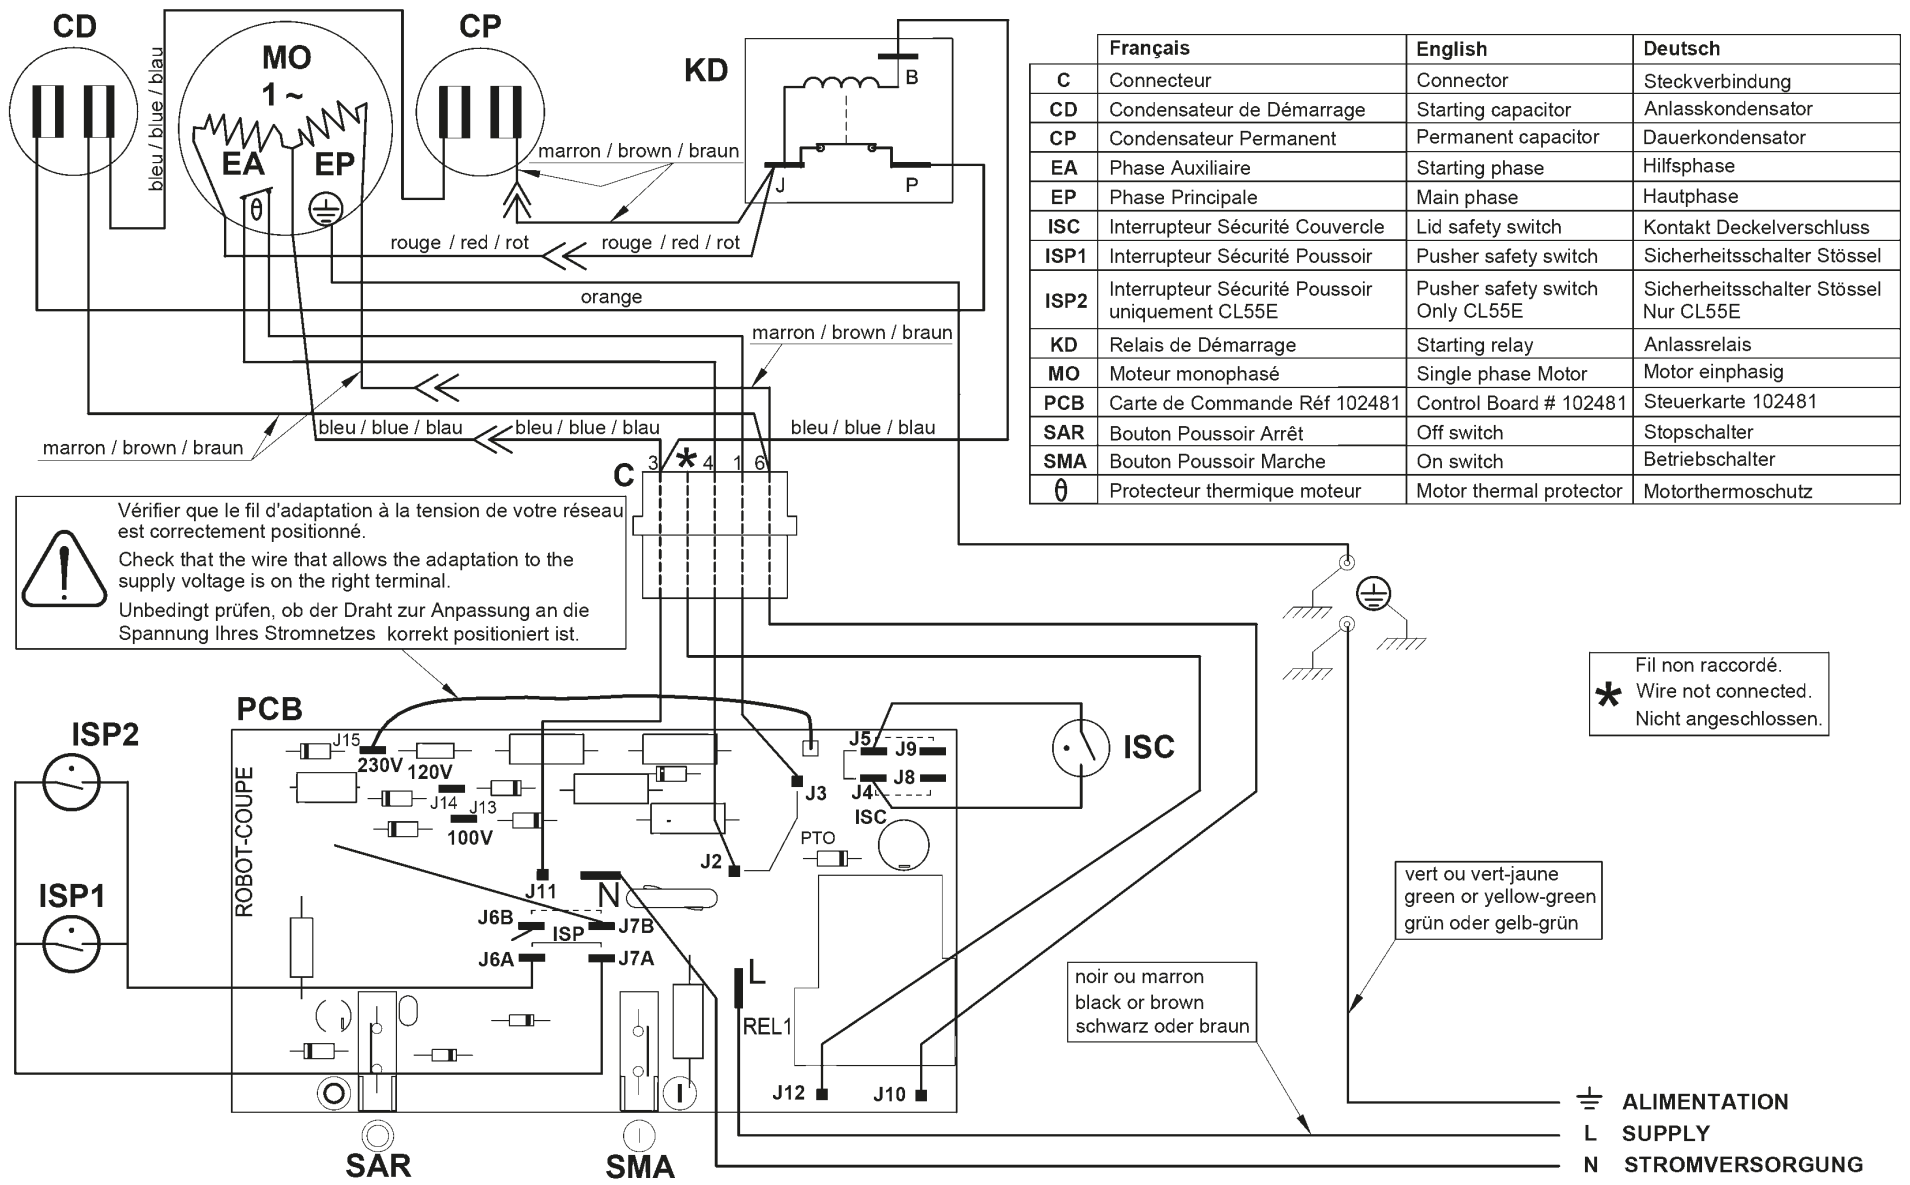 CD
bleu / blue / blau
MO
1 ~
EA
EP
θ
CP
KD
B
J
P
marron / brown / braun
rouge / red / rot
rouge / red / rot
orange
marron / brown / braun
marron / brown / braun
bleu / blue / blau
bleu / blue / blau
bleu / blue / blau
C
3 * 4 1 6
Français English Deutsch
C Connecteur Connector Steckverbindung
CD Condensateur de Démarrage Starting capacitor Anlasskondensator
CP Condensateur Permanent Permanent capacitor Dauerkondensator
EA Phase Auxiliaire Starting phase Hilfsphase
EP Phase Principale Main phase Hautphase
ISC Interrupteur Sécurité Couvercle Lid safety switch Kontakt Deckelverschluss
ISP1 Interrupteur Sécurité Poussoir Pusher safety switch Sicherheitsschalter Stössel
ISP2 Interrupteur Sécurité Poussoir Pusher safety switch Sicherheitsschalter Stössel
uniquement CL55E Only CL55E Nur CL55E
KD Relais de Démarrage Starting relay Anlassrelais
MO Moteur monophasé Single phase Motor Motor einphasig
PCB Carte de Commande Réf 102481 Control Board # 102481 Steuerkarte 102481
SAR Bouton Poussoir Arrêt Off switch Stopschalter
SMA Bouton Poussoir Marche On switch Betriebschalter
θ Protecteur thermique moteur Motor thermal protector Motorthermoschutz
Vérifier que le fil d'adaptation à la tension de votre réseau
est correctement positionné.
Check that the wire that allows the adaptation to the
supply voltage is on the right terminal.
Unbedingt prüfen, ob der Draht zur Anpassung an die
Spannung Ihres Stromnetzes korrekt positioniert ist.
* Fil non raccordé.
Wire not connected.
Nicht angeschlossen.
PCB
ROBOT-COUPE
ISP2
ISP1
J15
230V
120V
J14
J13
100V
J3
J5
J9
J4
J8
ISC
ISC
PTO
J2
J11
N
J6B
J7B
ISP
J6A
J7A
L
REL1
J12
J10
O
I
SAR
SMA
vert ou vert-jaune
green or yellow-green
grün oder gelb-grün
noir ou marron
black or brown
schwarz oder braun
ALIMENTATION
L SUPPLY
N STROMVERSORGUNG